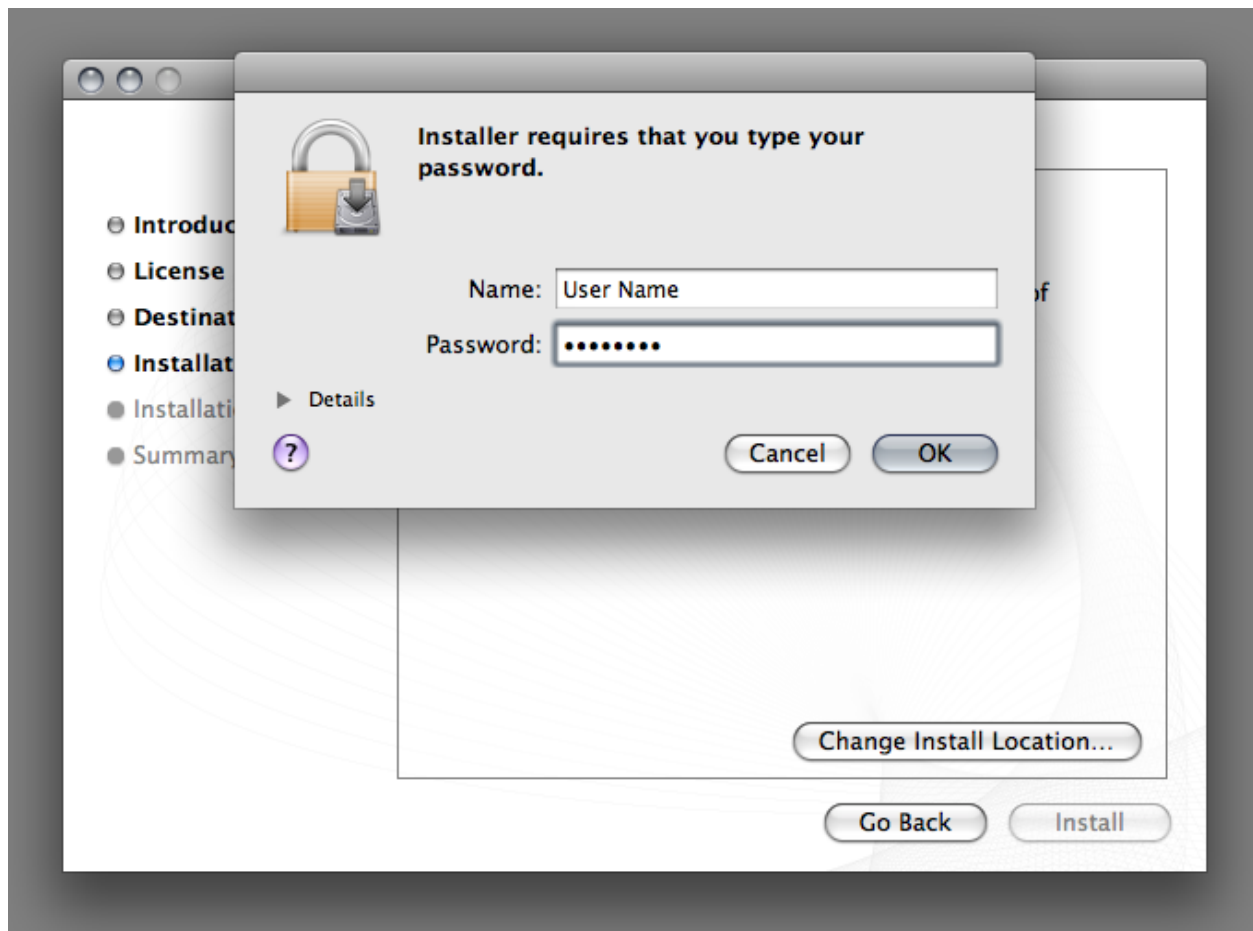 Installer requires that you type your
password.
Name: User Name
Password: ••••••••
Details
?
Cancel OK
Introduc
License
Destinat
Installat
Installati
Summary
of
Change Install Location...
Go Back Install